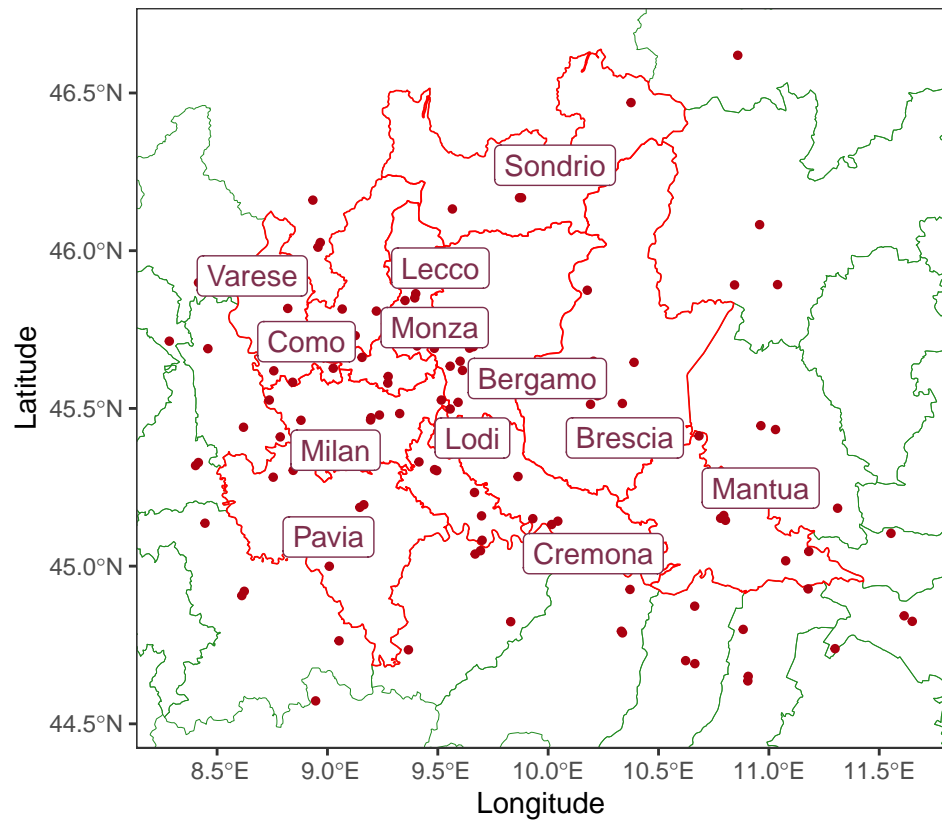 46.5°N
Sondrio
46.0°N
Lecco
Varese
Monza
Como
Bergamo
45.5°N
Lodi
Brescia
Milan
Mantua
Pavia
Cremona
45.0°N
44.5°N
Latitude
8.5°E 9.0°E 9.5°E 10.0°E 10.5°E 11.0°E 11.5°E
Longitude